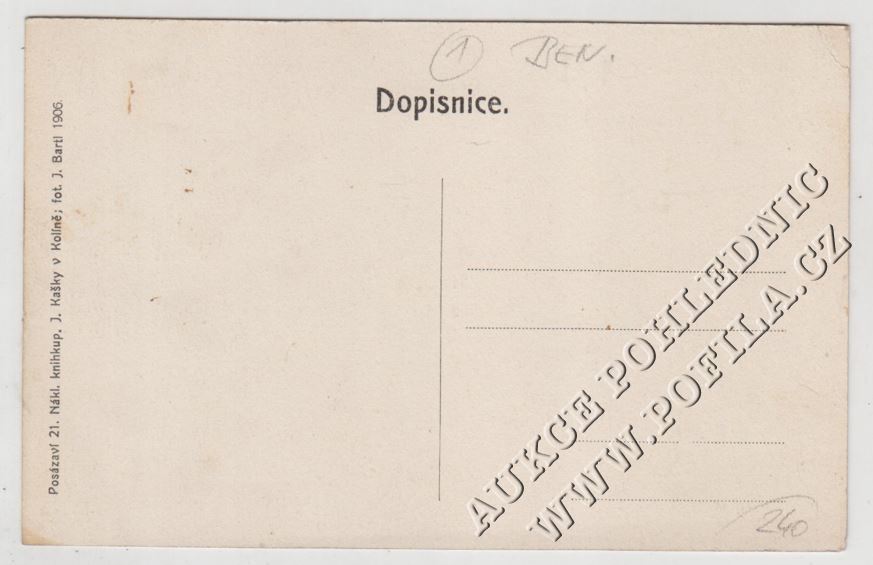 1 BEN.
Dopisnice.
Posázaví 21. Nákl. knihkup. J. Kašky v Kolíně; fot. J. Bartl 1906.
AUKCE POHLEDNIC
WWW.POFILA.CZ
240